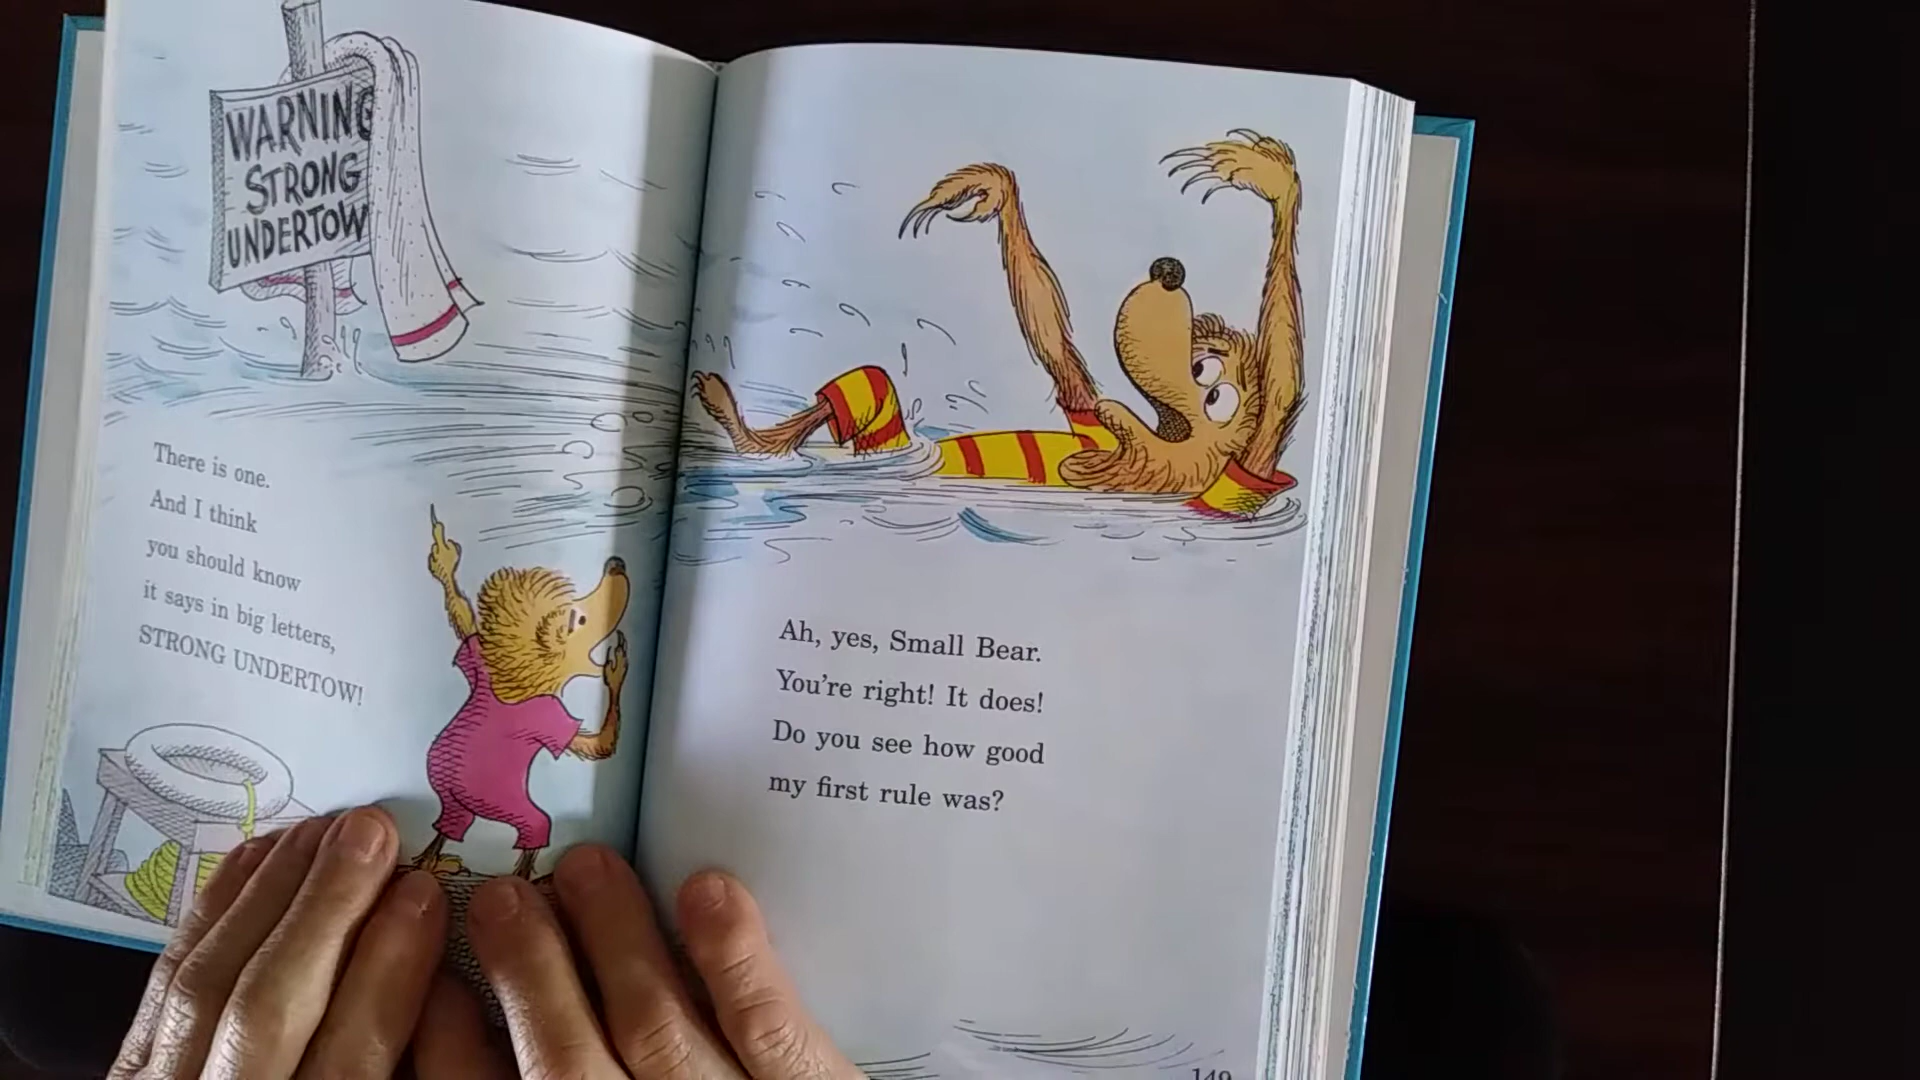 WARNING
STRONG
UNDERTOW
There is one.
And I think
you should know
it says in big letters,
STRONG UNDERTOW!
Ah, yes, Small Bear.
You're right! It does!
Do you see how good
my first rule was?
149